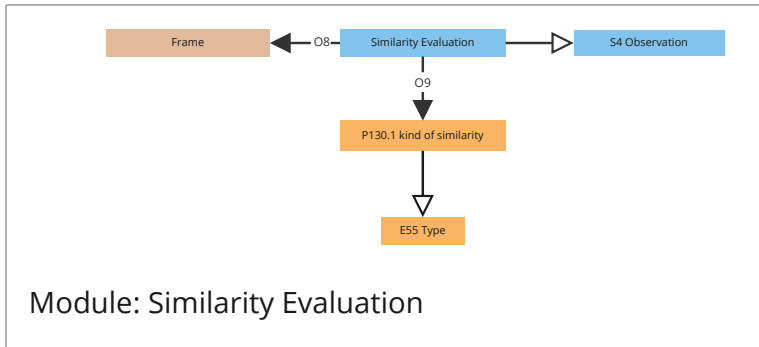 Frame
O8
Similarity Evaluation
S4 Observation
O9
P130.1 kind of similarity
E55 Type
Module: Similarity Evaluation